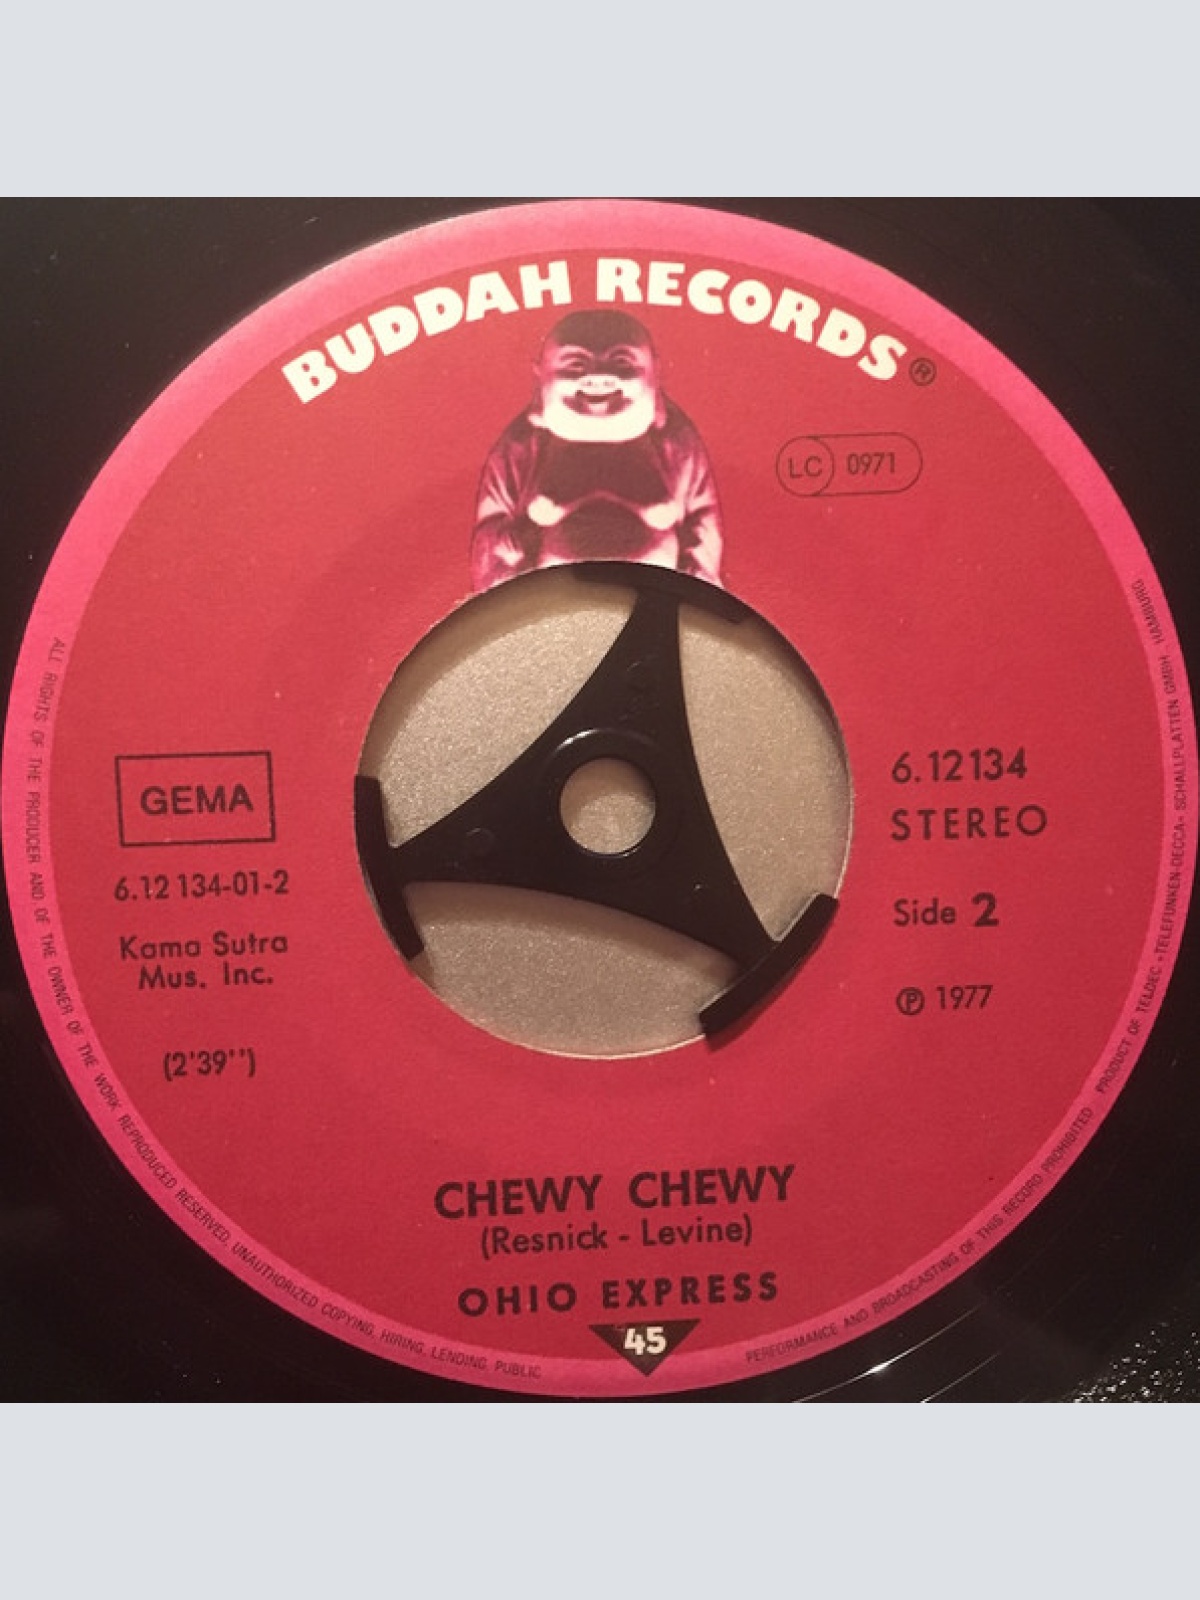 BUDDAH RECORDS®
LC 0971
GEMA
6.12 134-01-2
Kama Sutra
Mus. Inc.
(2'39'')
6.12134
STEREO
Side 2
℗ 1977
CHEWY CHEWY
(Resnick - Levine)
OHIO EXPRESS
45
ALL RIGHTS OF THE PRODUCER AND OF THE OWNER OF THE WORK REPRODUCED RESERVED. UNAUTHORIZED COPYING, HIRING, LENDING, PUBLIC PERFORMANCE AND BROADCASTING OF THIS RECORD PROHIBITED PRODUCT OF TELDEC »TELEFUNKEN-DECCA« SCHALLPLATTEN GMBH HAMBURG